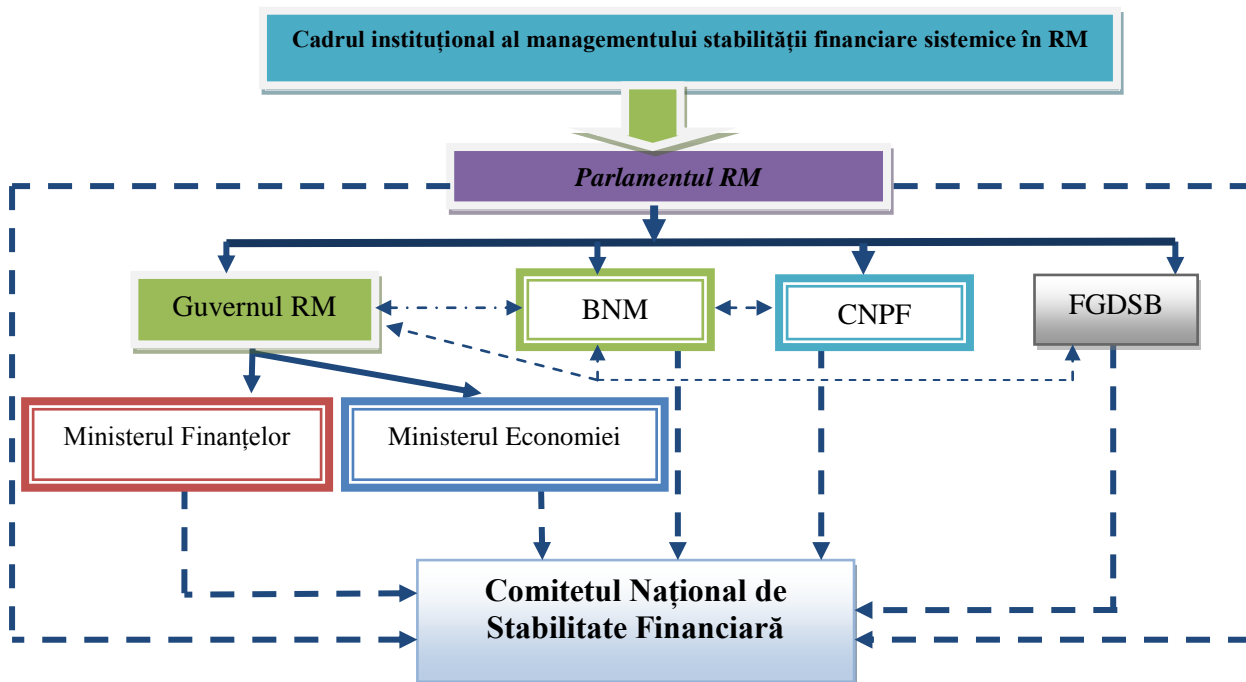 Cadrul instituțional al managementului stabilității financiare sistemice în RM
Parlamentul RM
Guvernul RM
BNM
CNPF
FGDSB
Ministerul Finanțelor
Ministerul Economiei
Comitetul Național de
Stabilitate Financiară